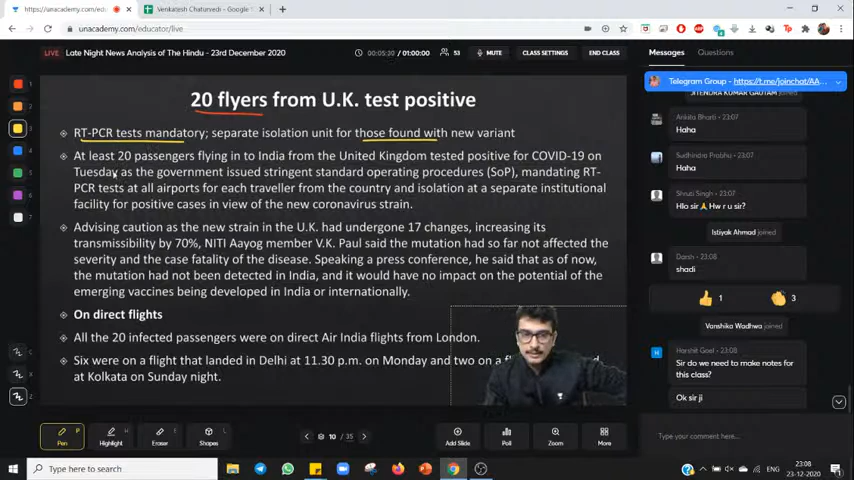 https://unacademy.com/edu
Venkatesh Chaturvedi - Google
unacademy.com/educator/live
LIVE Late Night News Analysis of The Hindu - 23rd December 2020
00:05:20 / 01:00:00
53
MUTE
CLASS SETTINGS
END CLASS
Messages
Questions
20 flyers from U.K. test positive
RT-PCR tests mandatory; separate isolation unit for those found with new variant
At least 20 passengers flying in to India from the United Kingdom tested positive for COVID-19 on
Tuesday as the government issued stringent standard operating procedures (SoP), mandating RT-
PCR tests at all airports for each traveller from the country and isolation at a separate institutional
facility for positive cases in view of the new coronavirus strain.
Advising caution as the new strain in the U.K. had undergone 17 changes, increasing its
transmissibility by 70%, NITI Aayog member V.K. Paul said the mutation had so far not affected the
severity and the case fatality of the disease. Speaking a press conference, he said that as of now,
the mutation had not been detected in India, and it would have no impact on the potential of the
emerging vaccines being developed in India or internationally.
On direct flights
All the 20 infected passengers were on direct Air India flights from London.
Six were on a flight that landed in Delhi at 11.30 p.m. on Monday and two on a
at Kolkata on Sunday night.
1
2
3
4
5
6
7
Telegram Group - https://t.me/joinchat/AA...
JITENDRA KUMAR GAUTAM joined
Ankita Bharti 23:07
Haha
Sudhindra Prabhu 23:07
Haha
Shruti Singh 23:07
Hlo sir Hw r u sir?
Istiyak Ahmad joined
Darsh 23:08
shadi
1
3
Vanshika Wadhwa joined
H
Harshit Goel 23:08
Sir do we need to make notes for
this class?
Ok sir ji
Type your comment here...
Pen
Highlight
Eraser
Shapes
10 / 35
Add Slide
Poll
Zoom
More
Type here to search
ENG
23:08
23-12-2020